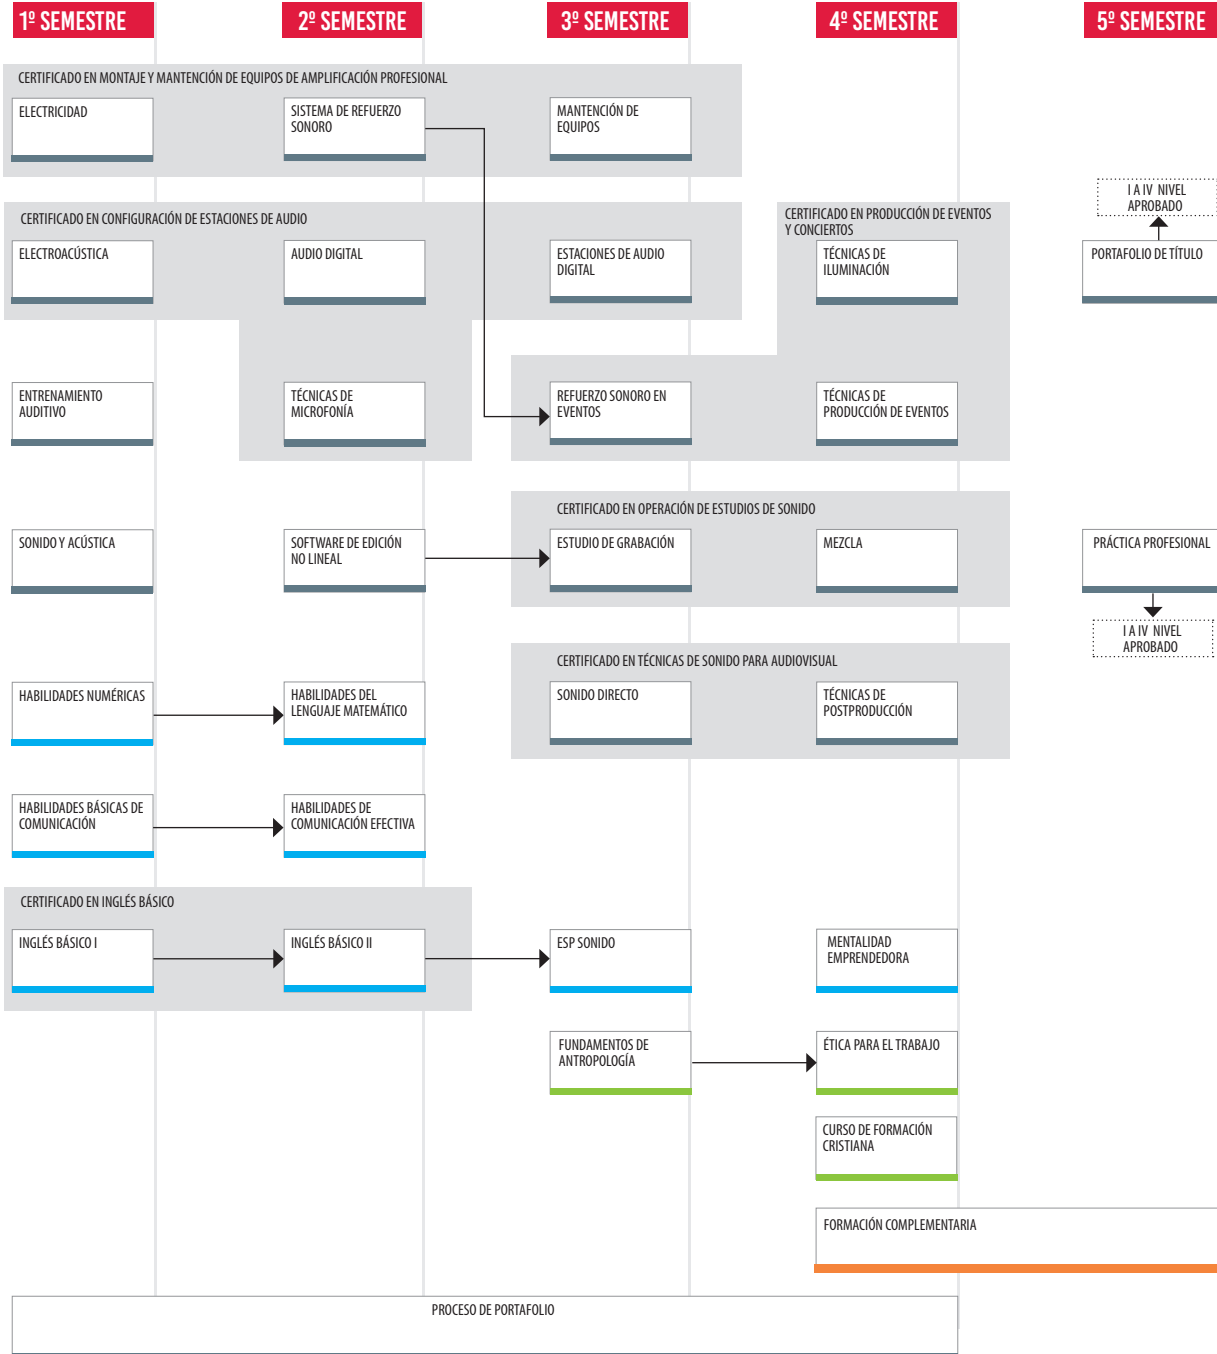 1º SEMESTRE
2º SEMESTRE
3º SEMESTRE
4º SEMESTRE
5º SEMESTRE
CERTIFICADO EN MONTAJE Y MANTENCIÓN DE EQUIPOS DE AMPLIFICACIÓN PROFESIONAL
ELECTRICIDAD
SISTEMA DE REFUERZO
SONORO
MANTENCIÓN DE
EQUIPOS
I A IV NIVEL
APROBADO
CERTIFICADO EN CONFIGURACIÓN DE ESTACIONES DE AUDIO
CERTIFICADO EN PRODUCCIÓN DE EVENTOS
Y CONCIERTOS
ELECTROACÚSTICA
AUDIO DIGITAL
ESTACIONES DE AUDIO
DIGITAL
TÉCNICAS DE
ILUMINACIÓN
PORTAFOLIO DE TÍTULO
ENTRENAMIENTO
AUDITIVO
TÉCNICAS DE
MICROFONÍA
REFUERZO SONORO EN
EVENTOS
TÉCNICAS DE
PRODUCCIÓN DE EVENTOS
CERTIFICADO EN OPERACIÓN DE ESTUDIOS DE SONIDO
SONIDO Y ACÚSTICA
SOFTWARE DE EDICIÓN
NO LINEAL
ESTUDIO DE GRABACIÓN
MEZCLA
PRÁCTICA PROFESIONAL
I A IV NIVEL
APROBADO
CERTIFICADO EN TÉCNICAS DE SONIDO PARA AUDIOVISUAL
HABILIDADES NUMÉRICAS
HABILIDADES DEL
LENGUAJE MATEMÁTICO
SONIDO DIRECTO
TÉCNICAS DE
POSTPRODUCCIÓN
HABILIDADES BÁSICAS DE
COMUNICACIÓN
HABILIDADES DE
COMUNICACIÓN EFECTIVA
CERTIFICADO EN INGLÉS BÁSICO
INGLÉS BÁSICO I
INGLÉS BÁSICO II
ESP SONIDO
MENTALIDAD
EMPRENDEDORA
FUNDAMENTOS DE
ANTROPOLOGÍA
ÉTICA PARA EL TRABAJO
CURSO DE FORMACIÓN
CRISTIANA
FORMACIÓN COMPLEMENTARIA
PROCESO DE PORTAFOLIO